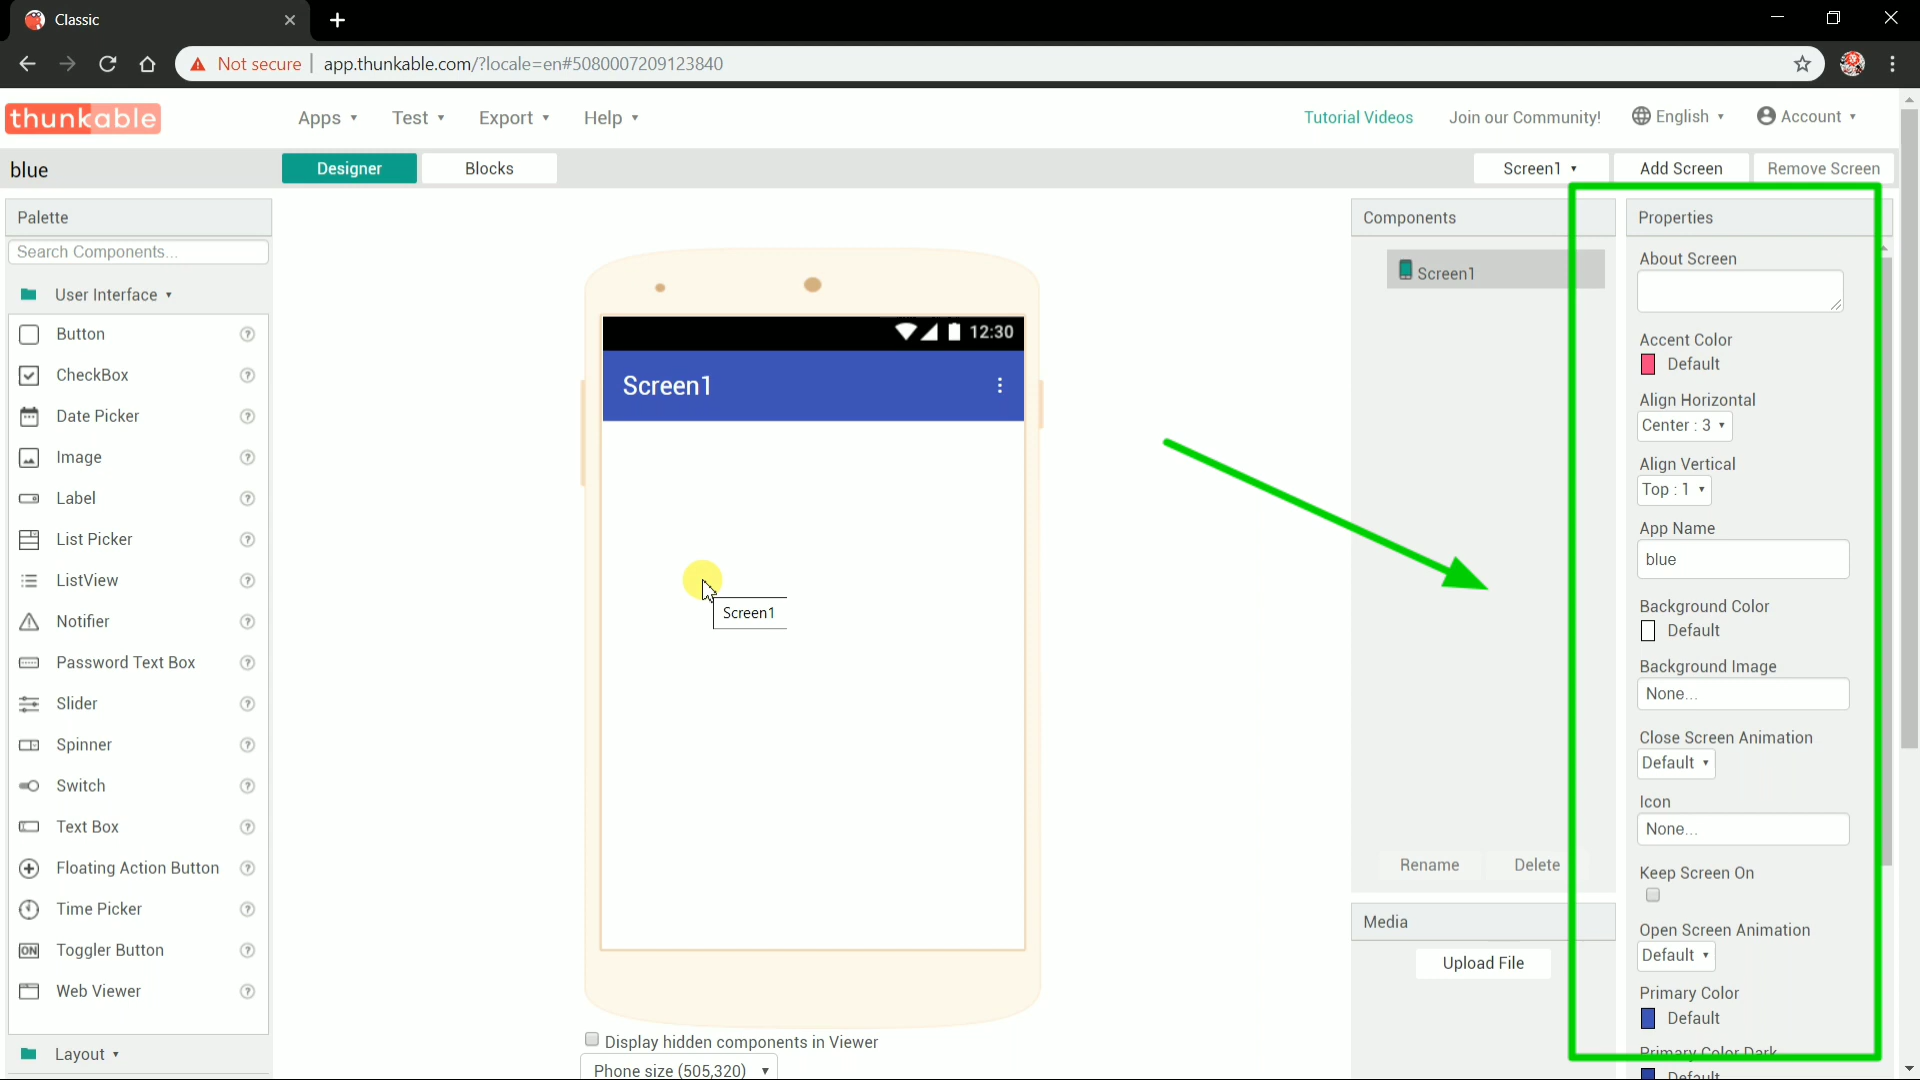 Classic
Not secure
app.thunkable.com/?locale=en#5080007209123840
thunkable
Apps
Test
Export
Help
Tutorial Videos
Join our Community!
English
Account
blue
Designer
Blocks
Screen1
Add Screen
Remove Screen
Palette
Search Components...
User Interface
Button
CheckBox
Date Picker
Image
Label
List Picker
ListView
Notifier
Password Text Box
Slider
Spinner
Switch
Text Box
Floating Action Button
Time Picker
ON
Toggler Button
Web Viewer
Layout
12:30
Screen1
Screen1
Display hidden components in Viewer
Phone size (505,320)
Components
Screen1
Rename
Delete
Media
Upload File
Properties
About Screen
Accent Color
Default
Align Horizontal
Center : 3
Align Vertical
Top : 1
App Name
blue
Background Color
Default
Background Image
None...
Close Screen Animation
Default
Icon
None...
Keep Screen On
Open Screen Animation
Default
Primary Color
Default
Primary Color Dark
Default